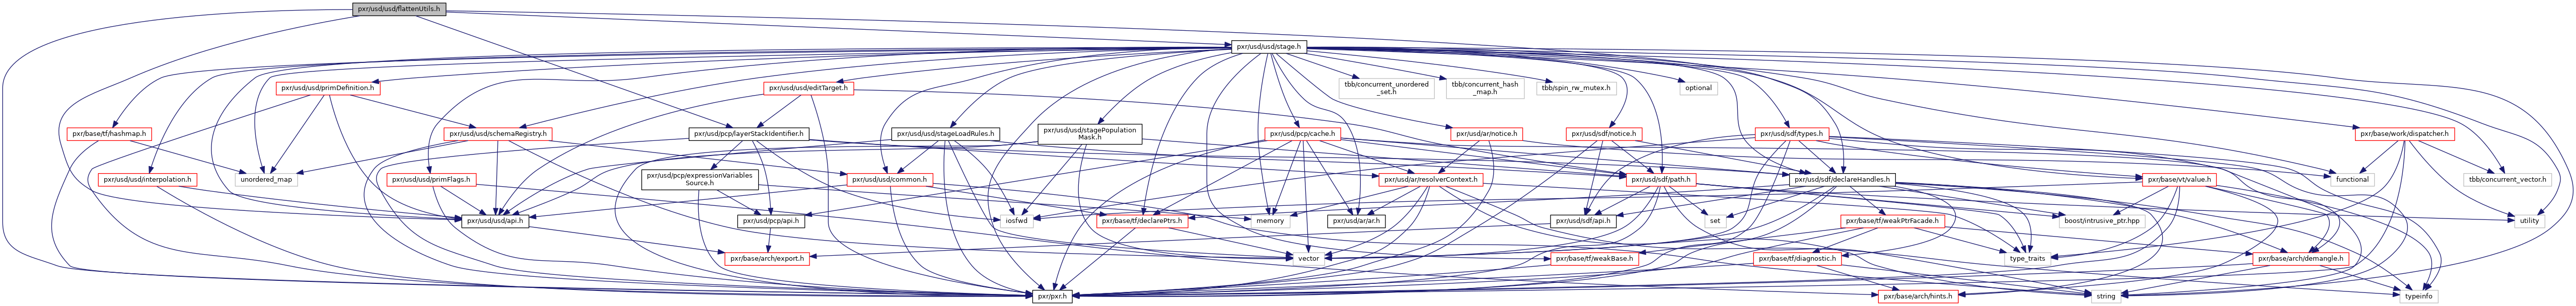 pxr/usd/usd/flattenUtils.h
pxr/usd/usd/stage.h
pxr/usd/usd/primDefinition.h
pxr/usd/usd/editTarget.h
tbb/concurrent_unordered
_set.h
tbb/concurrent_hash
_map.h
tbb/spin_rw_mutex.h
optional
pxr/base/tf/hashmap.h
pxr/usd/usd/schemaRegistry.h
pxr/usd/pcp/layerStackIdentifier.h
pxr/usd/usd/stageLoadRules.h
pxr/usd/usd/stagePopulation
Mask.h
pxr/usd/pcp/cache.h
pxr/usd/ar/notice.h
pxr/usd/sdf/notice.h
pxr/usd/sdf/types.h
pxr/base/work/dispatcher.h
pxr/usd/usd/interpolation.h
unordered_map
pxr/usd/usd/primFlags.h
pxr/usd/pcp/expressionVariables
Source.h
pxr/usd/usd/common.h
pxr/usd/ar/resolverContext.h
pxr/usd/sdf/path.h
pxr/usd/sdf/declareHandles.h
pxr/base/vt/value.h
functional
tbb/concurrent_vector.h
pxr/usd/usd/api.h
pxr/usd/pcp/api.h
iosfwd
pxr/base/tf/declarePtrs.h
memory
pxr/usd/ar/ar.h
pxr/usd/sdf/api.h
set
pxr/base/tf/weakPtrFacade.h
boost/intrusive_ptr.hpp
utility
pxr/base/arch/export.h
vector
pxr/base/tf/weakBase.h
pxr/base/tf/diagnostic.h
type_traits
pxr/base/arch/demangle.h
pxr/pxr.h
pxr/base/arch/hints.h
string
typeinfo